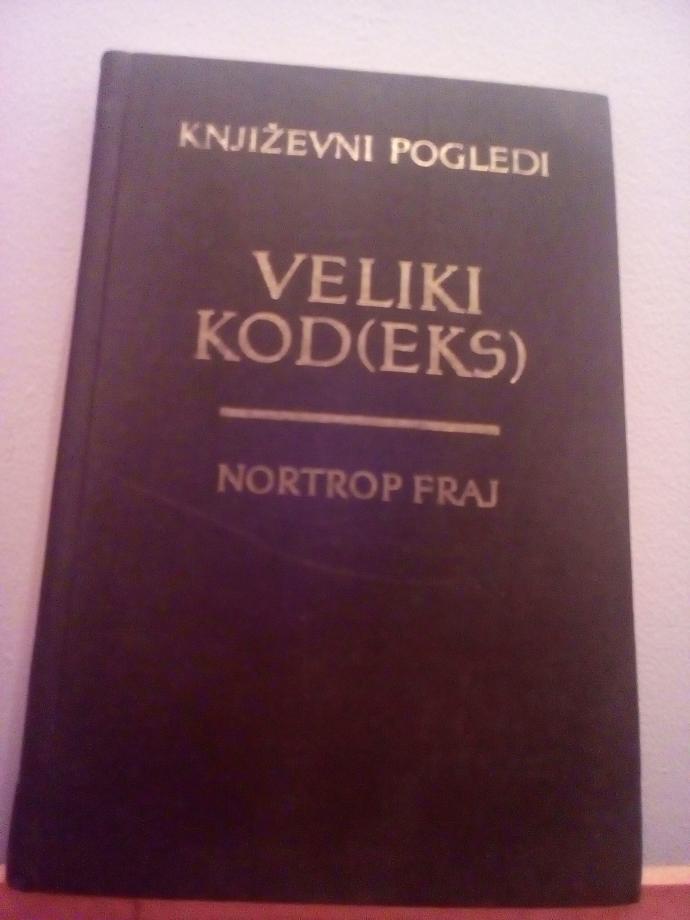 KNJIŽEVNI POGLEDI
VELIKI
KOD(EKS)
NORTROP FRAJ